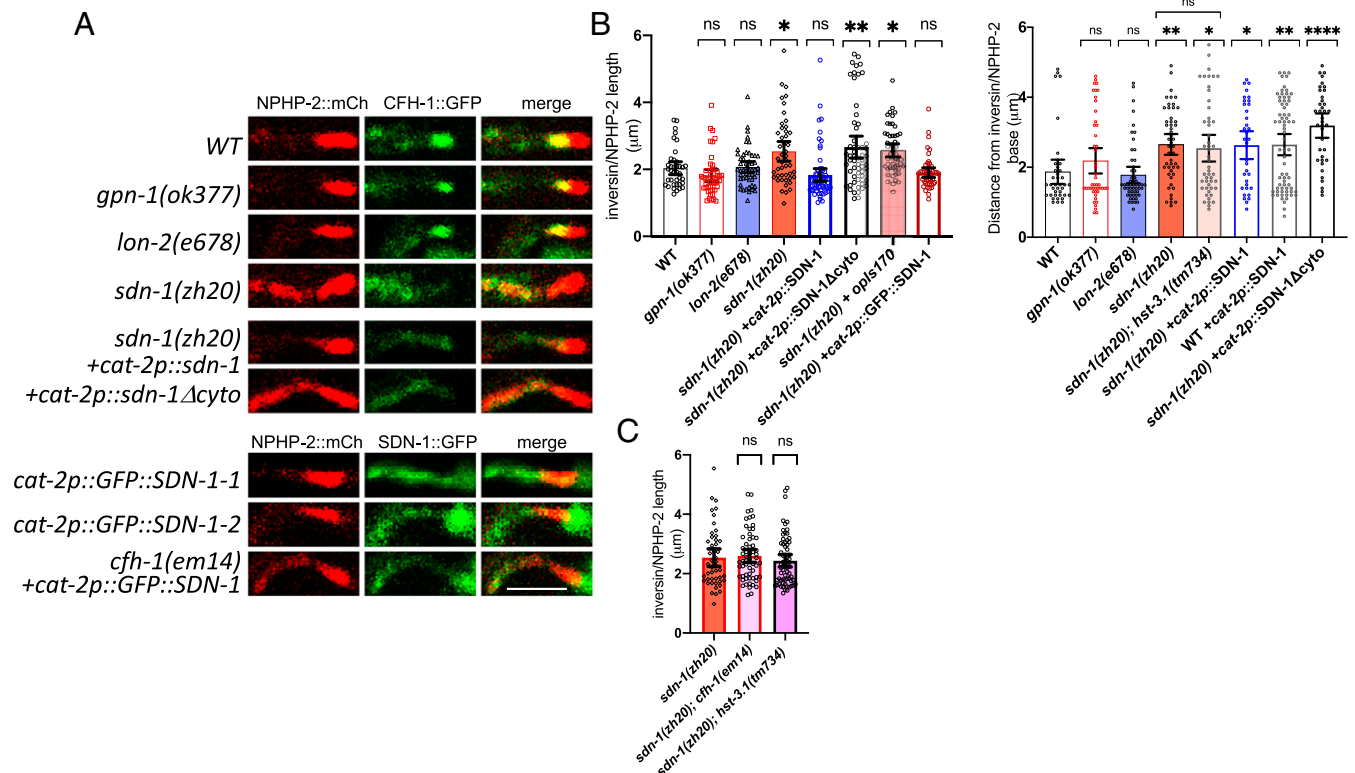 A
NPHP-2::mCh CFH-1::GFP merge
WT
gpn-1(ok377)
lon-2(e678)
sdn-1(zh20)
sdn-1(zh20)
+cat-2p::sdn-1
+cat-2p::sdn-1Δcyto
NPHP-2::mCh SDN-1::GFP merge
cat-2p::GFP::SDN-1-1
cat-2p::GFP::SDN-1-2
cfh-1(em14)
+cat-2p::GFP::SDN-1
B
inversin/NPHP-2 length
(μm)
6
4
2
0
ns ns * ns ** * ns
WT
gpn-1(ok377)
lon-2(e678)
sdn-1(zh20)
sdn-1(zh20) +cat-2p::SDN-1
sdn-1(zh20) +cat-2p::SDN-1Δcyto
sdn-1(zh20) + opIs170
sdn-1(zh20) +cat-2p::GFP::SDN-1
Distance from inversin/NPHP-2
base (μm)
6
4
2
0
ns
ns ns ** * * ** ****
WT
gpn-1(ok377)
lon-2(e678)
sdn-1(zh20)
sdn-1(zh20); hst-3.1(tm734)
sdn-1(zh20) +cat-2p::SDN-1
WT +cat-2p::SDN-1
sdn-1(zh20) +cat-2p::SDN-1Δcyto
C
inversin/NPHP-2 length
(μm)
6
4
2
0
ns ns
sdn-1(zh20)
sdn-1(zh20); cfh-1(em14)
sdn-1(zh20); hst-3.1(tm734)